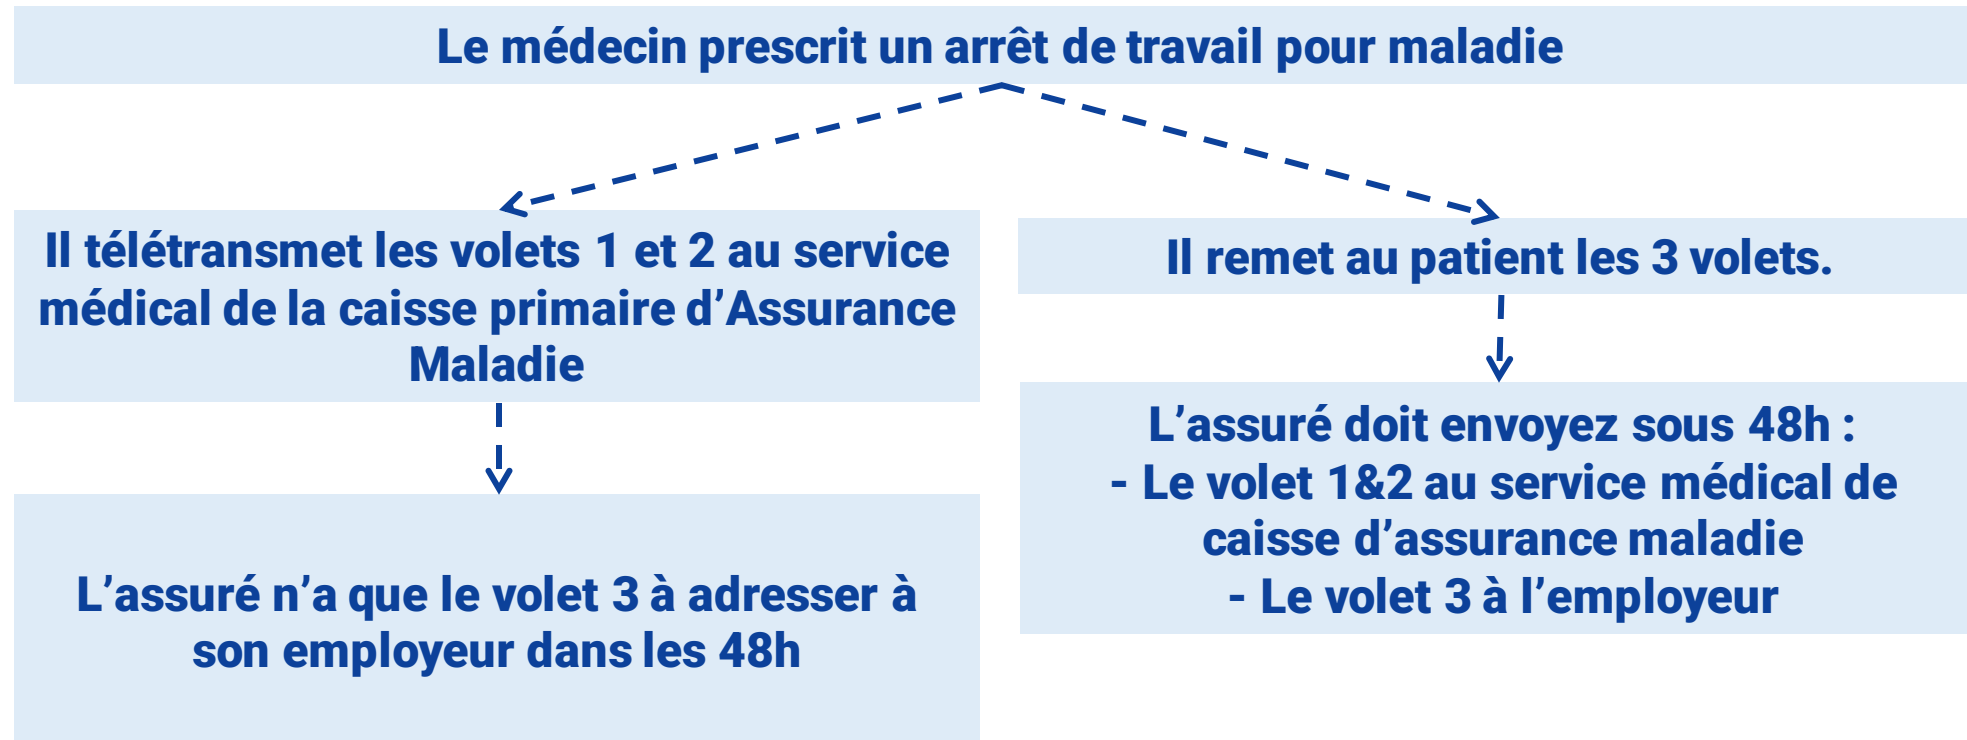 Le médecin prescrit un arrêt de travail pour maladie
Il télétransmet les volets 1 et 2 au service
médical de la caisse primaire d’Assurance
Maladie
L’assuré n’a que le volet 3 à adresser à
son employeur dans les 48h
Il remet au patient les 3 volets.
L’assuré doit envoyez sous 48h :
- Le volet 1&2 au service médical de
caisse d’assurance maladie
- Le volet 3 à l’employeur